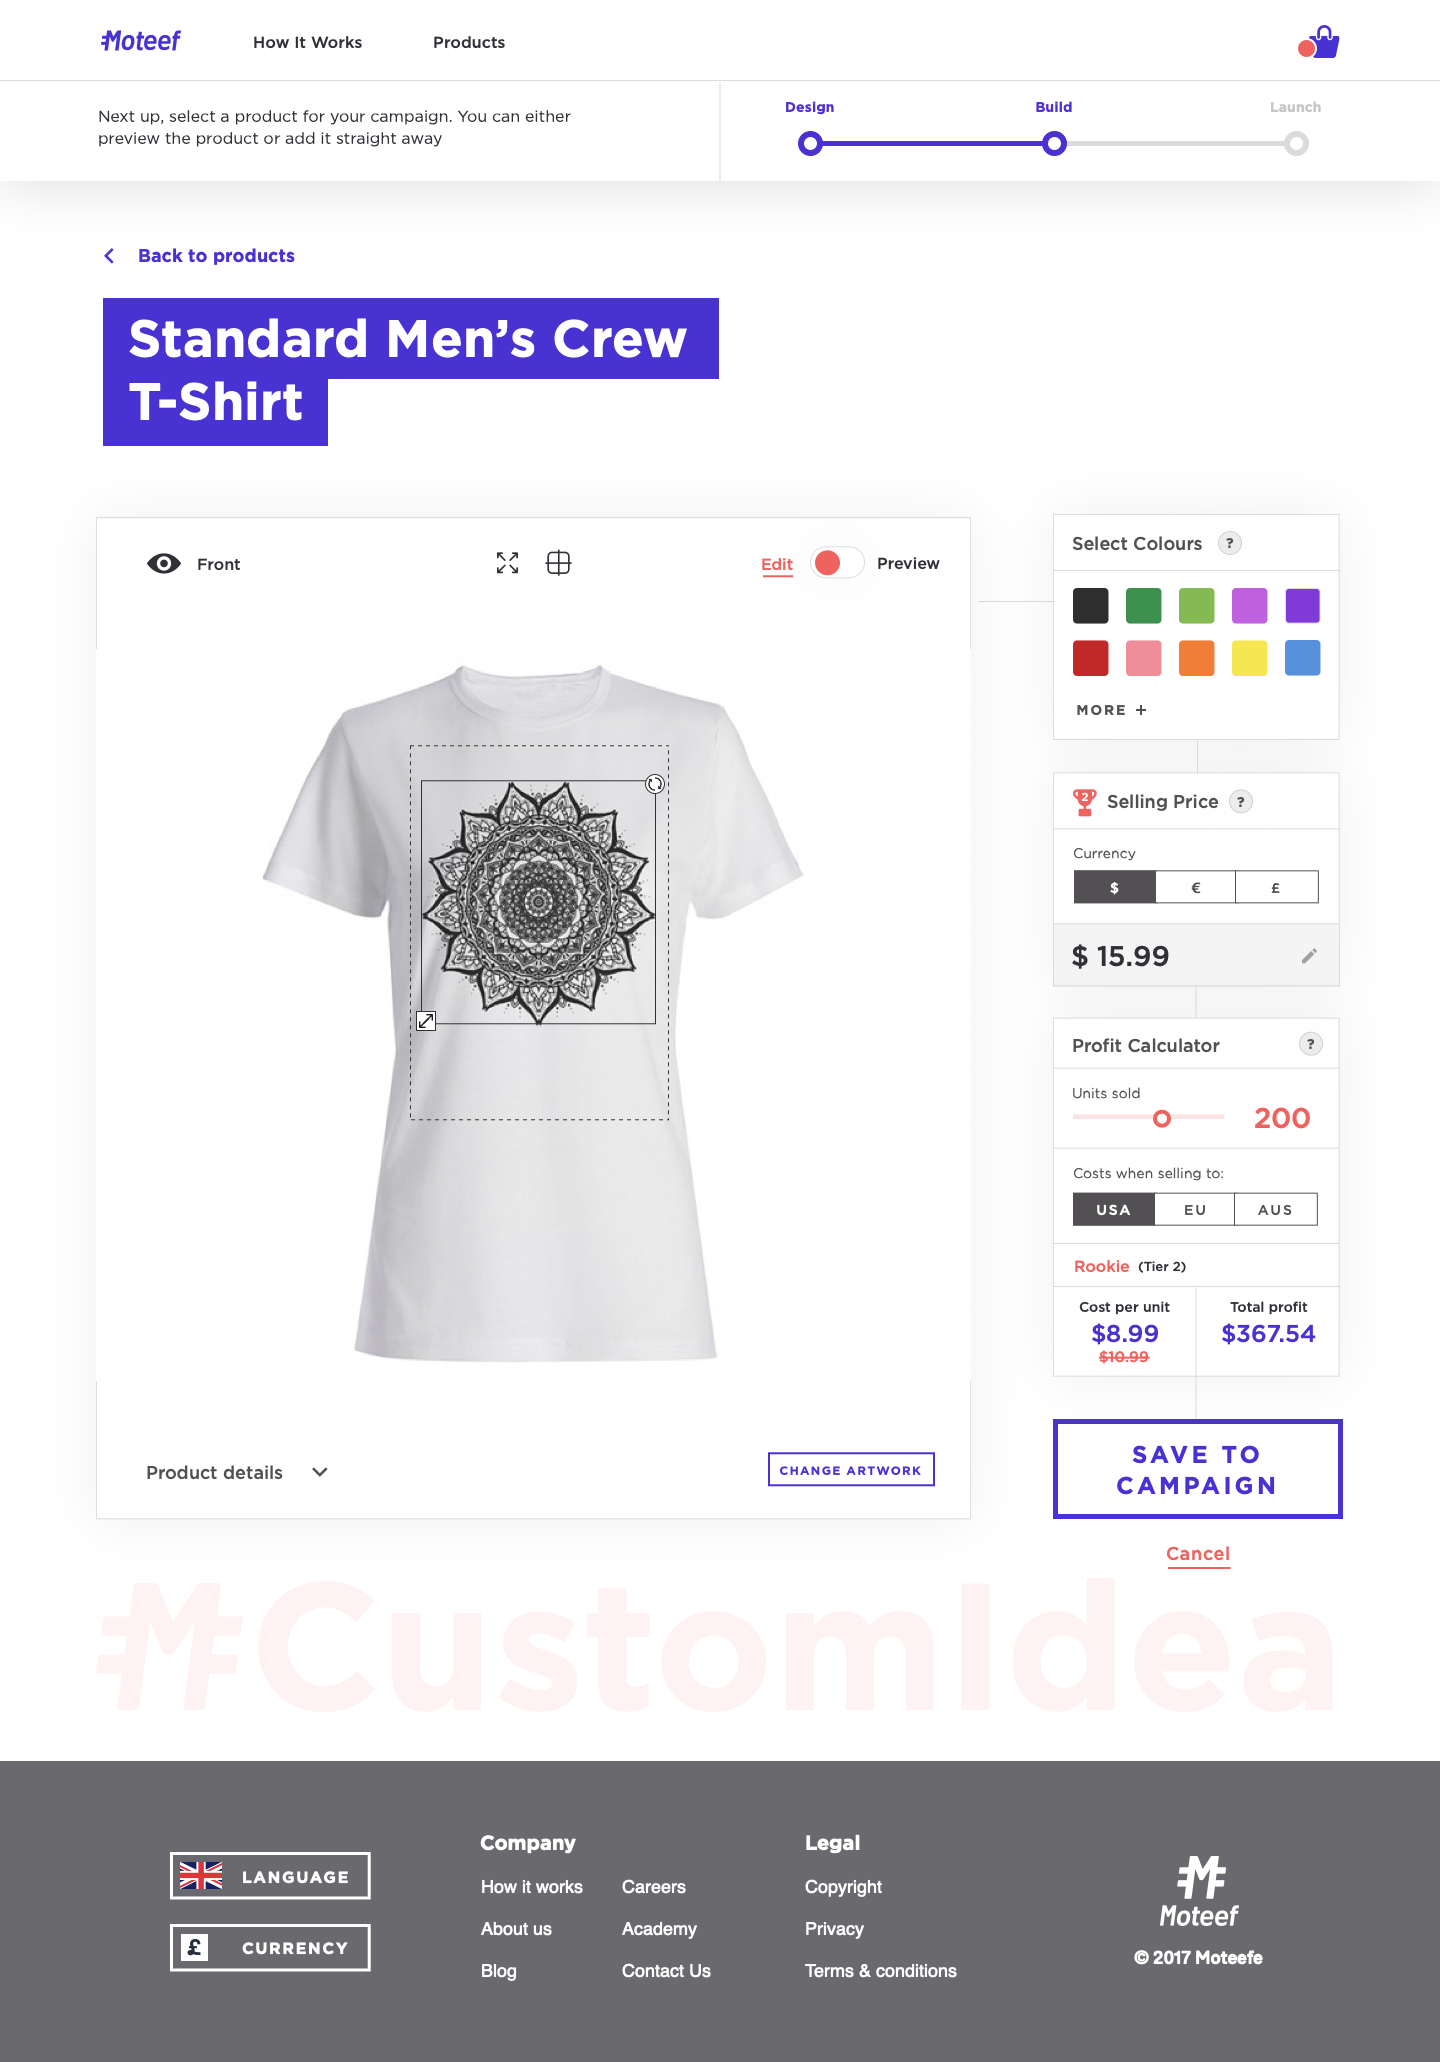 Moteef
How It Works
Products
Next up, select a product for your campaign. You can either
preview the product or add it straight away
Design
Build
Launch
Back to products
Standard Men’s Crew
T-Shirt
Front
Edit
Preview
Select Colours ?
MORE +
2 Selling Price ?
Currency
$ € £
$ 15.99
Profit Calculator ?
Units sold
200
Costs when selling to:
USA EU AUS
Rookie (Tier 2)
Cost per unit
$8.99
$10.99
Total profit
$367.54
Product details
CHANGE ARTWORK
SAVE TO
CAMPAIGN
Cancel
#CustomIdea
LANGUAGE
£ CURRENCY
Company
How it works
About us
Blog
Careers
Academy
Contact Us
Legal
Copyright
Privacy
Terms & conditions
Moteef
© 2017 Moteefe